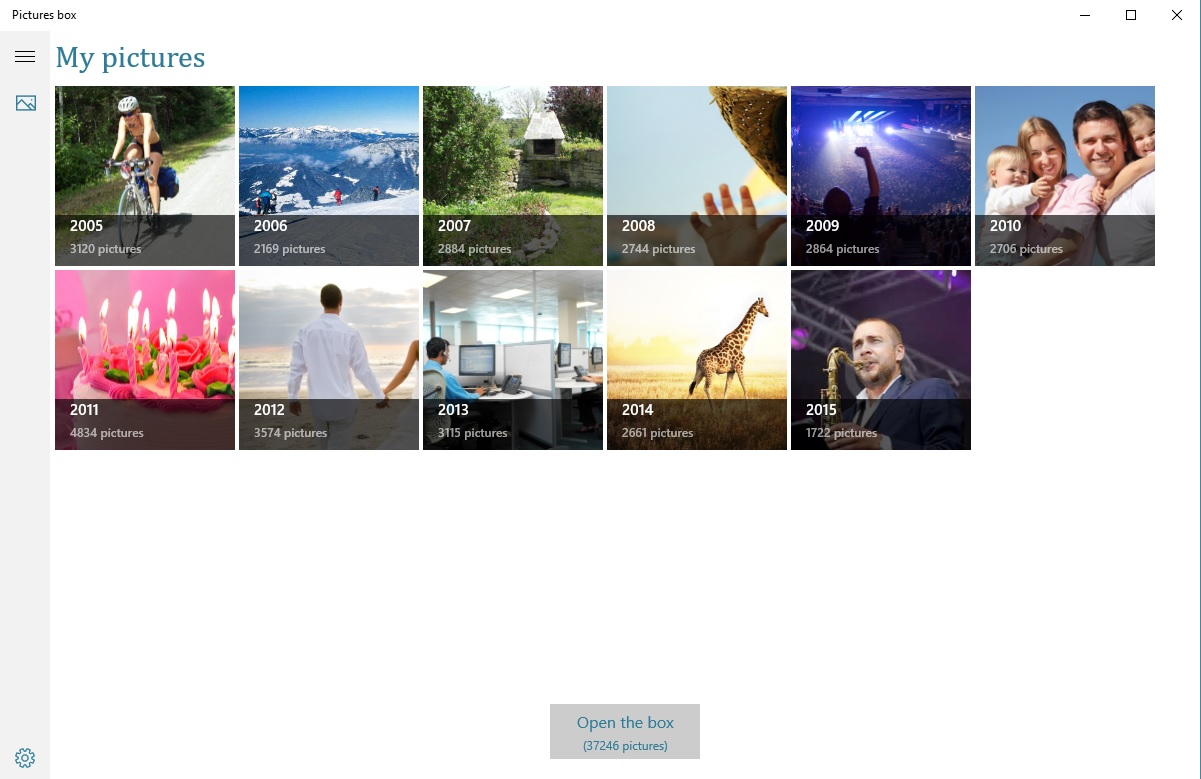 Pictures box
My pictures
2005
3120 pictures
2006
2169 pictures
2007
2884 pictures
2008
2744 pictures
2009
2864 pictures
2010
2706 pictures
2011
4834 pictures
2012
3574 pictures
2013
3115 pictures
2014
2661 pictures
2015
1722 pictures
Open the box
(37246 pictures)